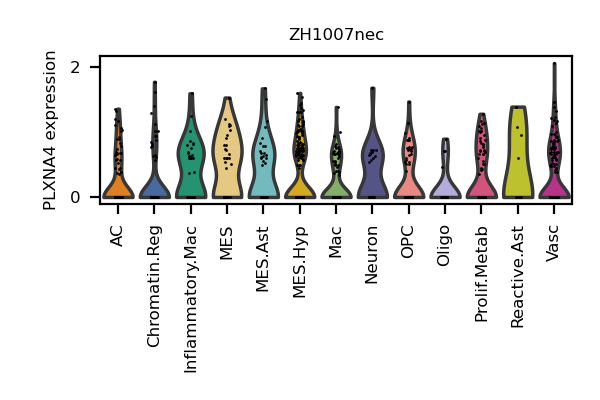 ZH1007nec
PLXNA4 expression
2
0
AC
Chromatin.Reg
Inflammatory.Mac
MES
MES.Ast
MES.Hyp
Mac
Neuron
OPC
Oligo
Prolif.Metab
Reactive.Ast
Vasc